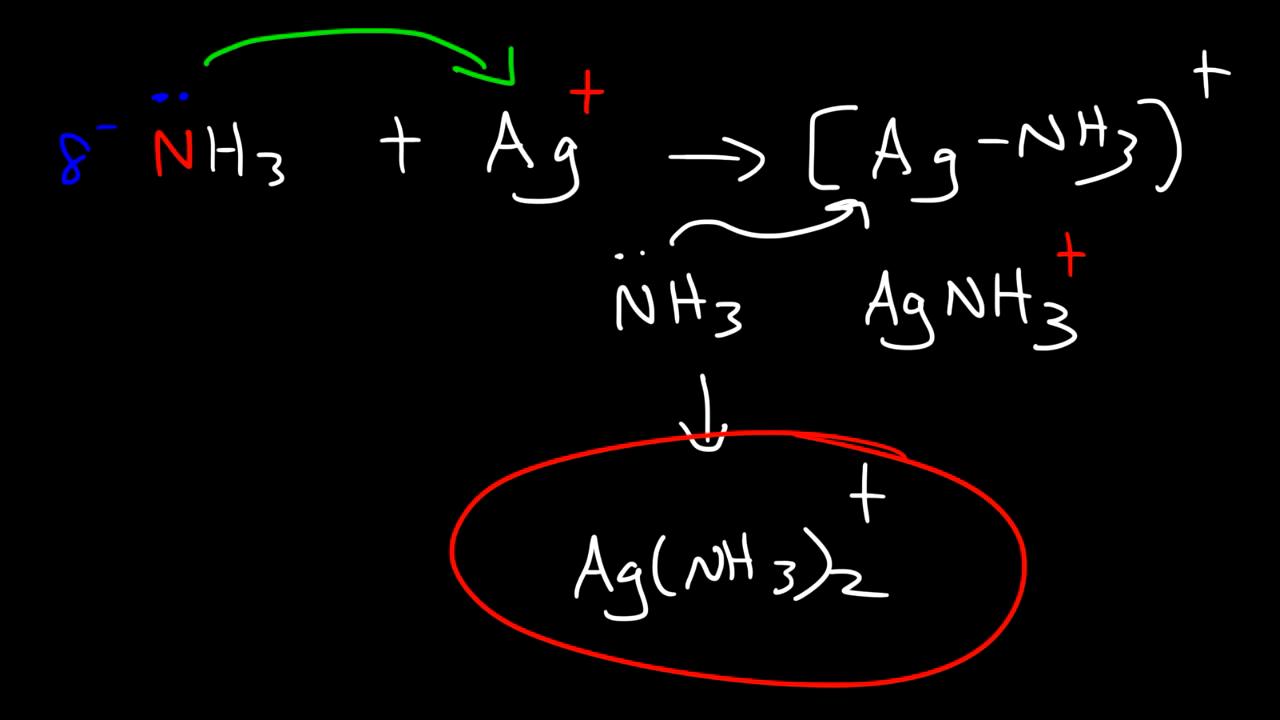 δ⁻ N̈H₃ + Ag⁺ → [Ag-NH₃)⁺
N̈H₃ AgNH₃⁺
↓
Ag(NH₃)₂⁺